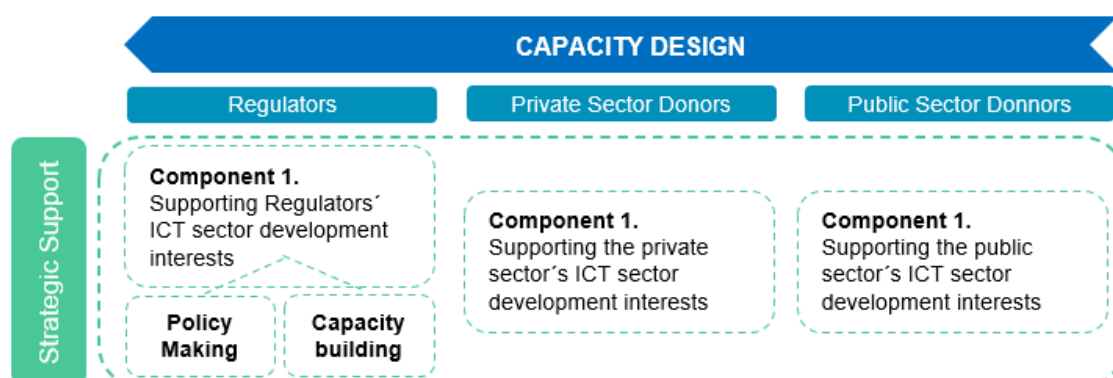 CAPACITY DESIGN
Regulators
Private Sector Donors
Public Sector Donnors
Strategic Support
Component 1.
Supporting Regulators´
ICT sector development
interests
Policy
Making
Capacity
building
Component 1.
Supporting the private
sector´s ICT sector
development interests
Component 1.
Supporting the public
sector´s ICT sector
development interests